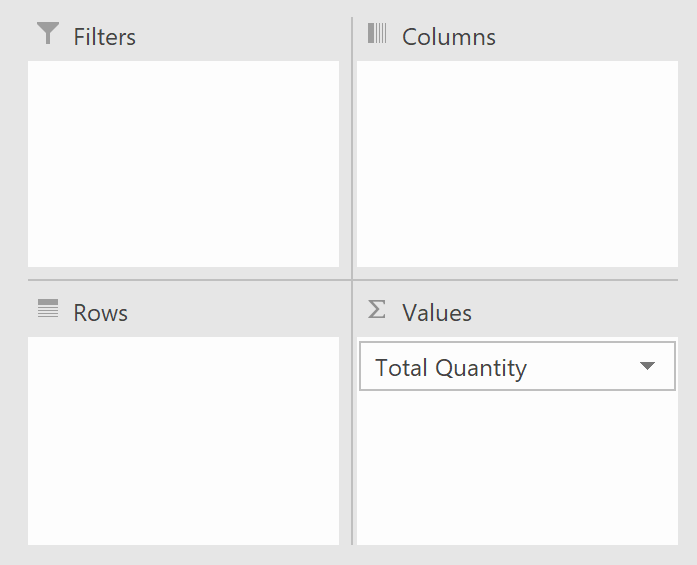 Filters
Columns
Rows
Values
Total Quantity